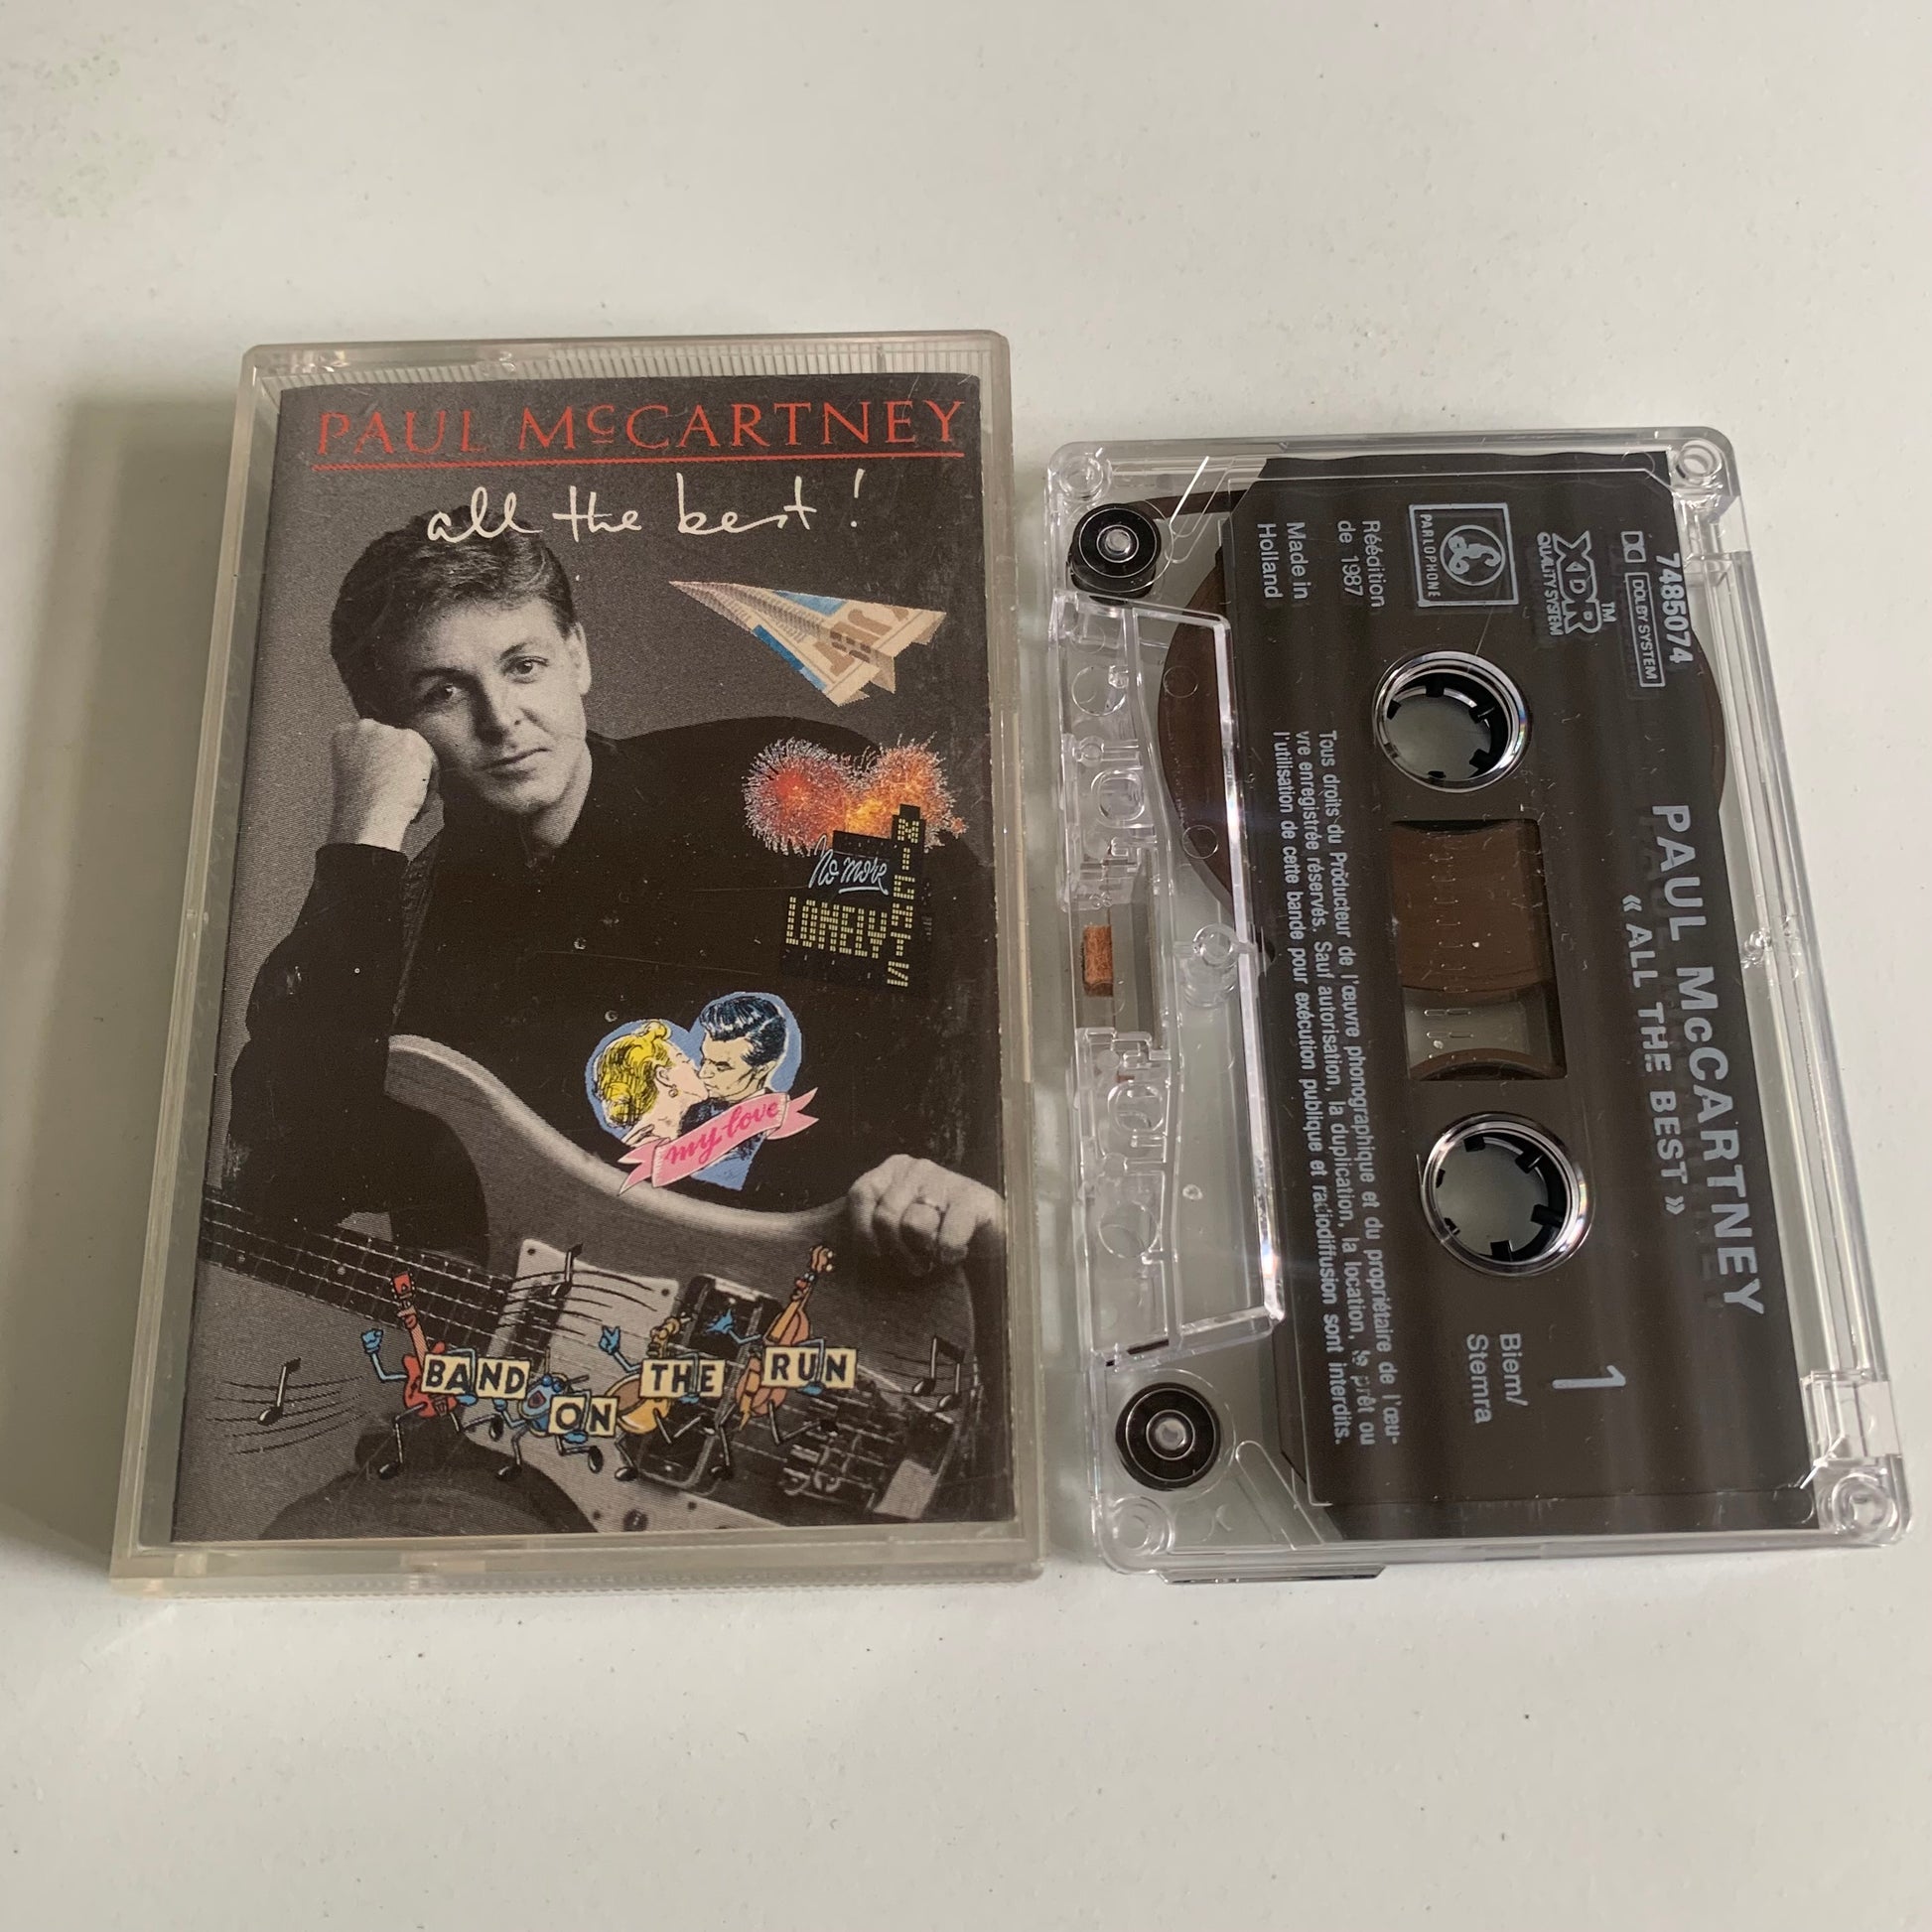 PAUL McCARTNEY
all the best!
No more
LONELY
NIGHTS
my love
BAND
ON
THE
RUN
7485074
DOLBY SYSTEM
XDR™
QUALITY SYSTEM
PARLOPHONE
Réédition
de 1987
Made in
Holland
PAUL McCARTNEY
« ALL THE BEST »
1
Biem/
Stemra
Tous droits du Producteur de l'œuvre phonographique et du propriétaire de l'œu-
vre enregistrée réservés. Sauf autorisation, la duplication, la location, le prêt ou
l'utilisation de cette bande pour exécution publique et radiodiffusion sont interdits.